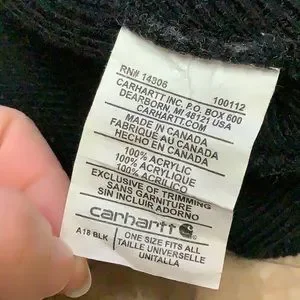 RN# 14806 100112
CARHARTT INC, P.O. BOX 600
DEARBORN, MI 48121 USA
CARHARTT.COM
MADE IN CANADA
FABRIQUE AU CANADA
HECHO EN CANADA
100% ACRYLIC
100% ACRYLIQUE
100% ACRILICO
EXCLUSIVE OF TRIMMING
SANS GARNITURE
SIN INCLUIR ADORNO
carhartt
A18 BLK ONE SIZE FITS ALL
TAILLE UNIVERSELLE
UNITALLA